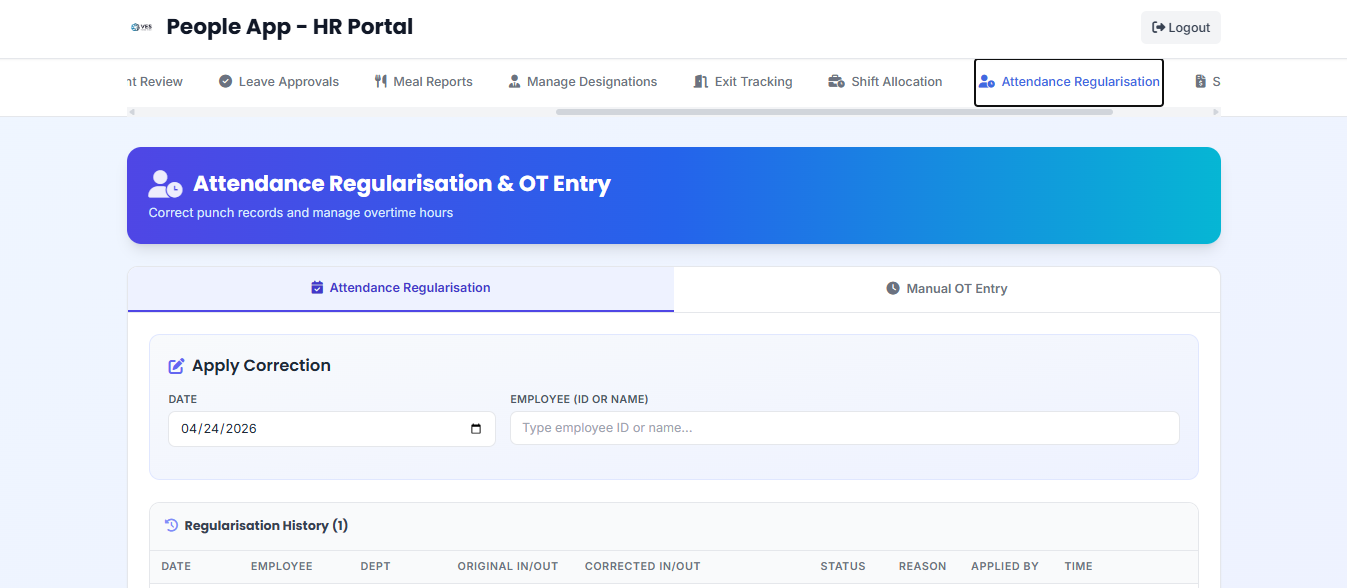 VES
People App - HR Portal
Logout
nt Review
Leave Approvals
Meal Reports
Manage Designations
Exit Tracking
Shift Allocation
Attendance Regularisation
S
Attendance Regularisation & OT Entry
Correct punch records and manage overtime hours
Attendance Regularisation
Manual OT Entry
Apply Correction
DATE
EMPLOYEE (ID OR NAME)
04/24/2026
Type employee ID or name...
Regularisation History (1)
DATE EMPLOYEE DEPT ORIGINAL IN/OUT CORRECTED IN/OUT STATUS REASON APPLIED BY TIME